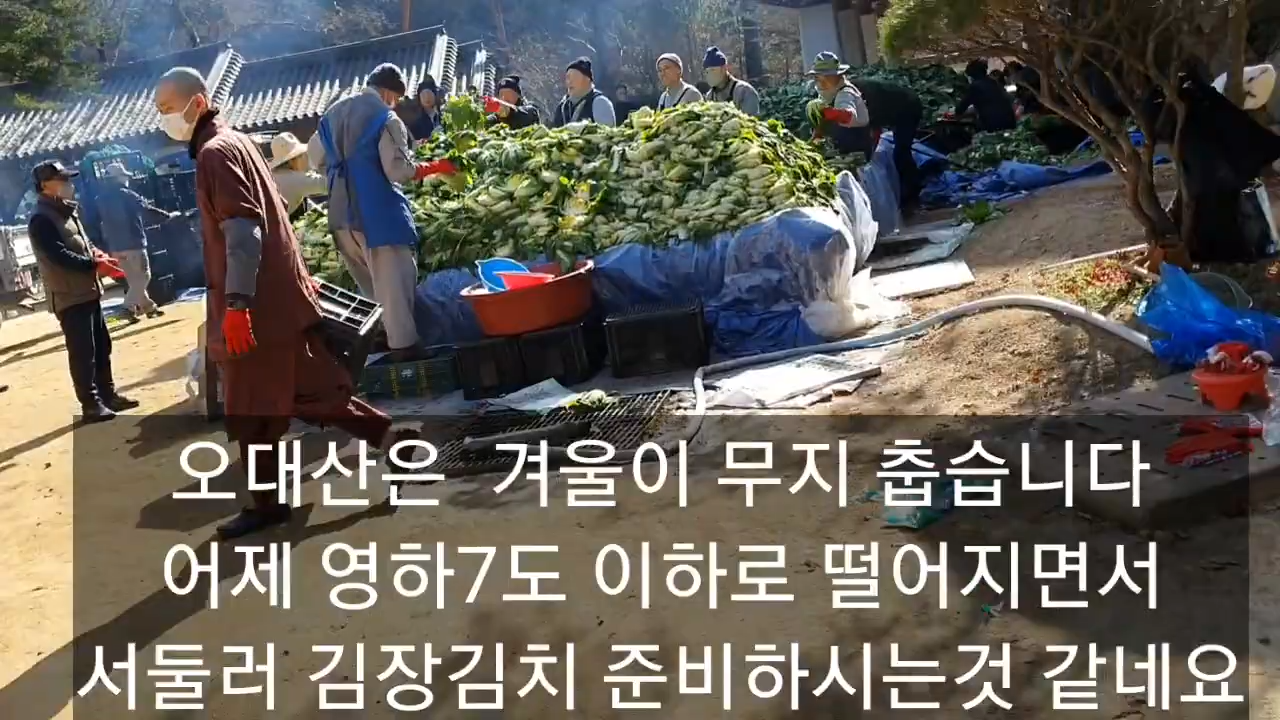 오대산은 겨울이 무지 춥습니다
어제 영하7도 이하로 떨어지면서
서둘러 김장김치 준비하시는것 같네요